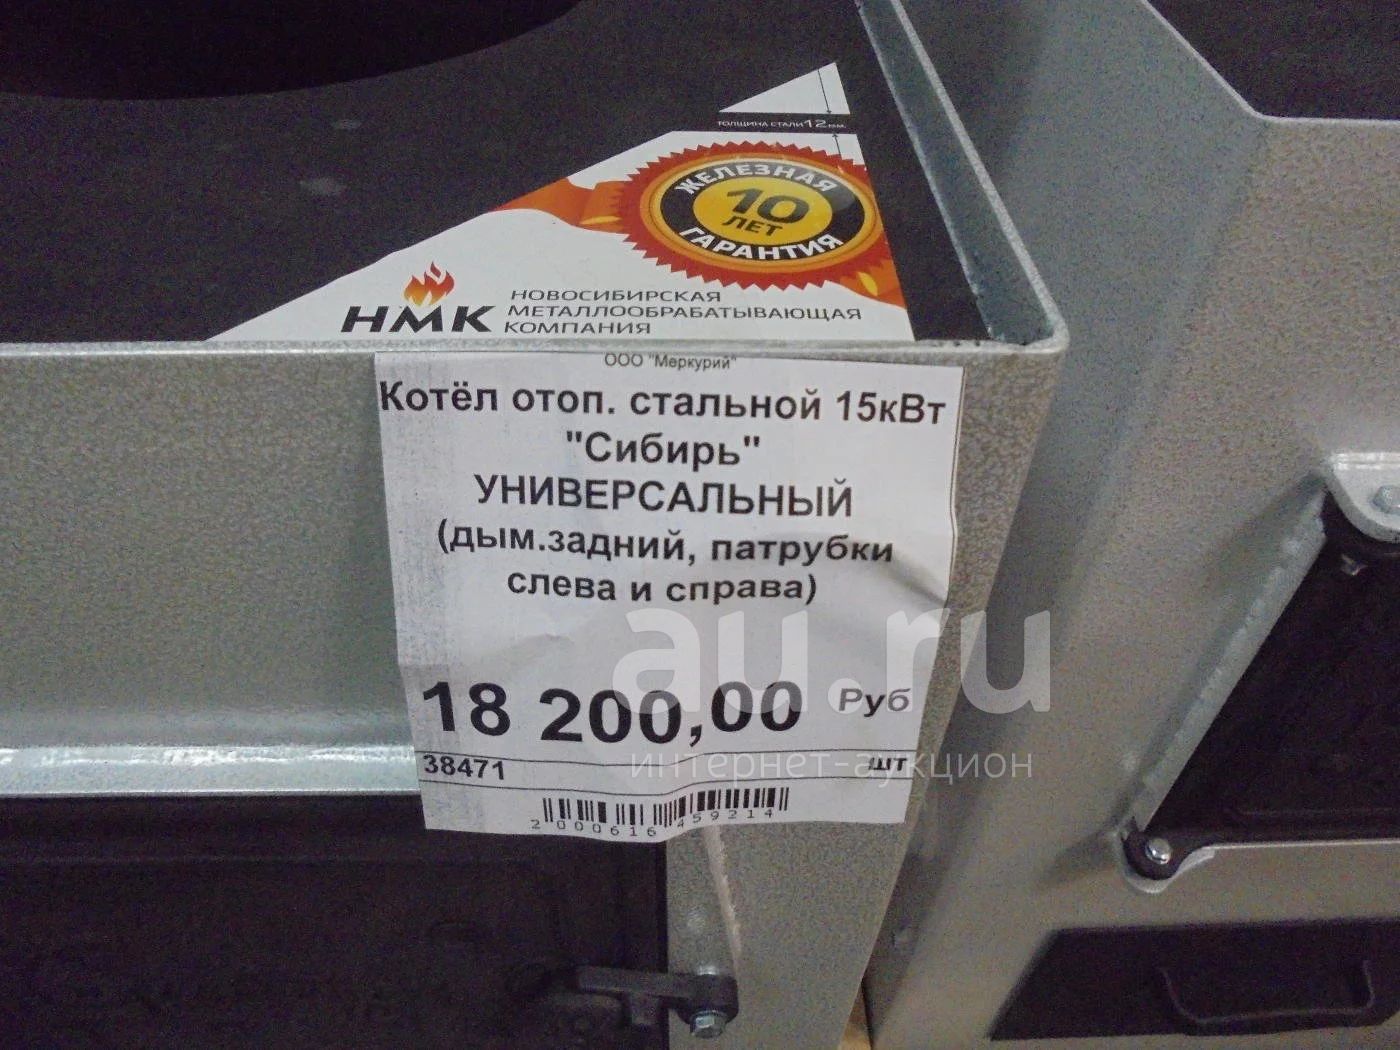 ТОЛЩИНА СТАЛИ 12 мм.
ЖЕЛЕЗНАЯ
10
ЛЕТ
ГАРАНТИЯ
НМК
НОВОСИБИРСКАЯ
МЕТАЛЛООБРАБАТЫВАЮЩАЯ
КОМПАНИЯ
ООО "Меркурий"
Котёл отоп. стальной 15кВт
"Сибирь"
УНИВЕРСАЛЬНЫЙ
(дым.задний, патрубки
слева и справа)
au.ru
18 200,00 Руб
интернет-аукцион
38471 шт
2000616459214